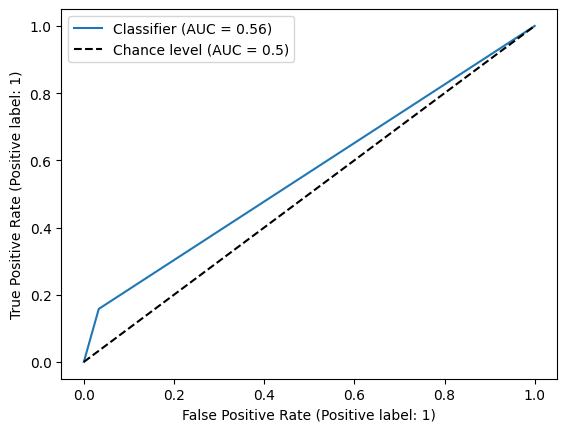 Classifier (AUC = 0.56)
Chance level (AUC = 0.5)
True Positive Rate (Positive label: 1)
1.0
0.8
0.6
0.4
0.2
0.0
0.0 0.2 0.4 0.6 0.8 1.0
False Positive Rate (Positive label: 1)